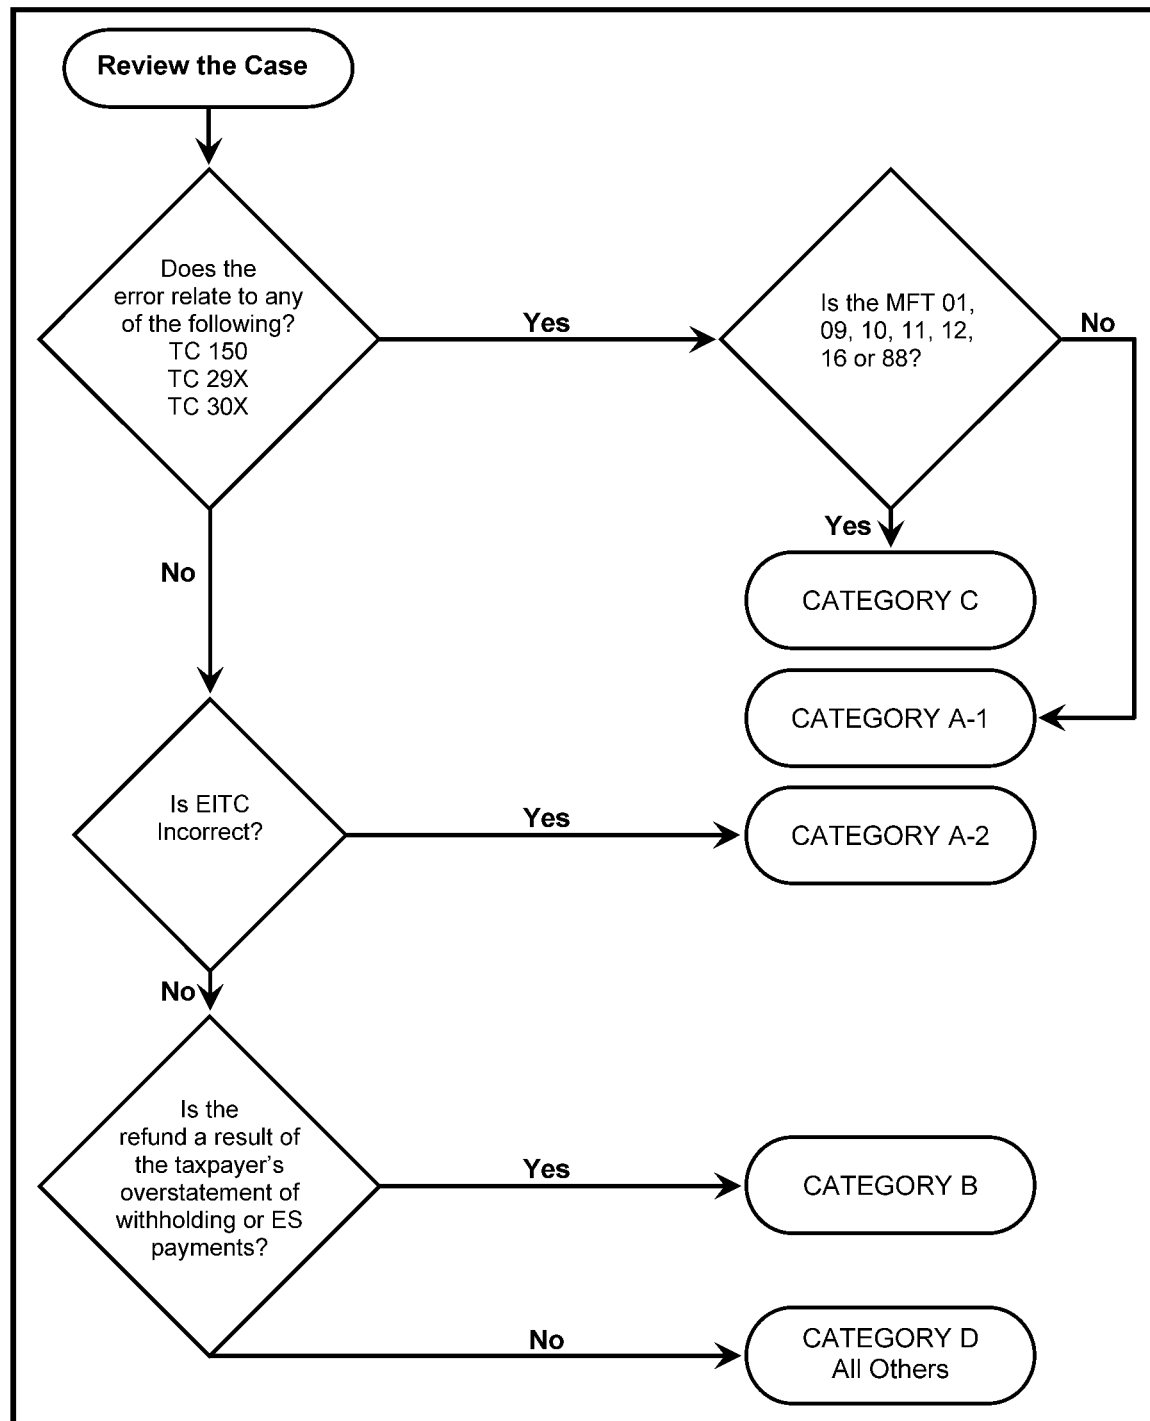 Review the Case
Does the
error relate to any
of the following?
TC 150
TC 29X
TC 30X
Yes
Is the MFT 01,
09, 10, 11, 12,
16 or 88?
No
Yes
CATEGORY C
No
CATEGORY A-1
Is EITC
Incorrect?
Yes
CATEGORY A-2
No
Is the
refund a result of
the taxpayer’s
overstatement of
withholding or ES
payments?
Yes
CATEGORY B
No
CATEGORY D
All Others